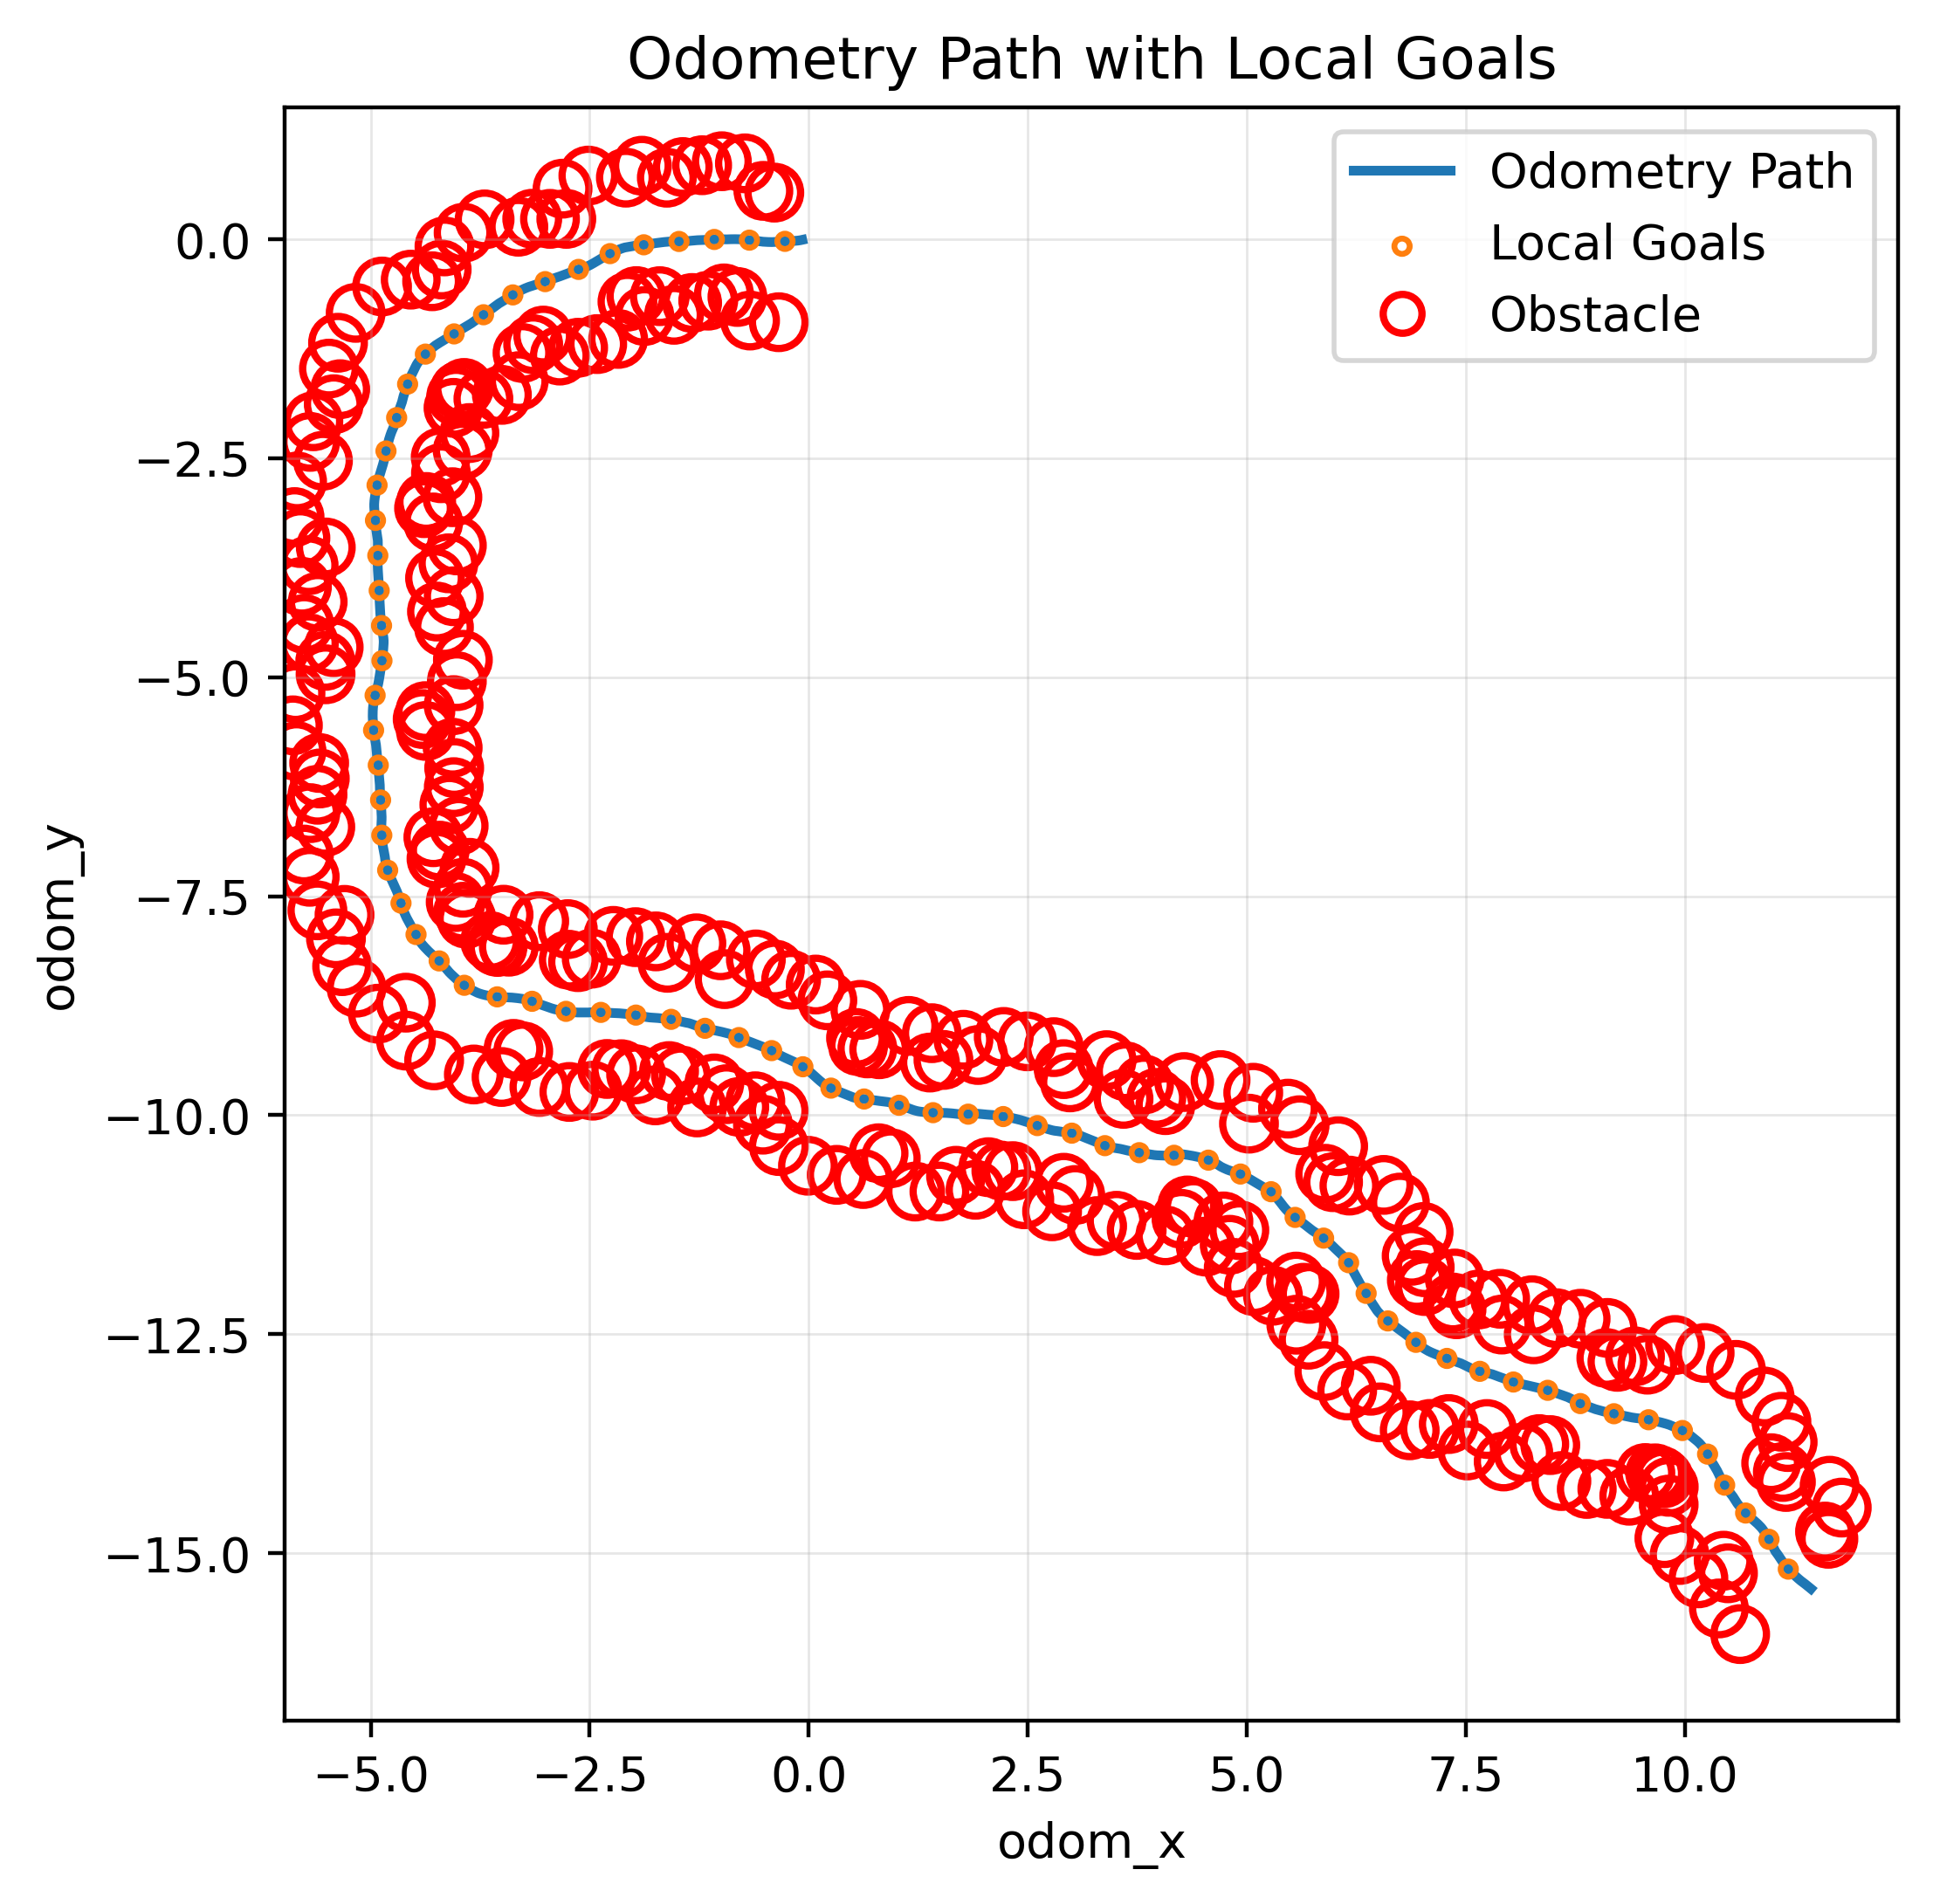 Odometry Path with Local Goals
Odometry Path
Local Goals
Obstacle
odom_y
0.0
−2.5
−5.0
−7.5
−10.0
−12.5
−15.0
−5.0 −2.5 0.0 2.5 5.0 7.5 10.0
odom_x